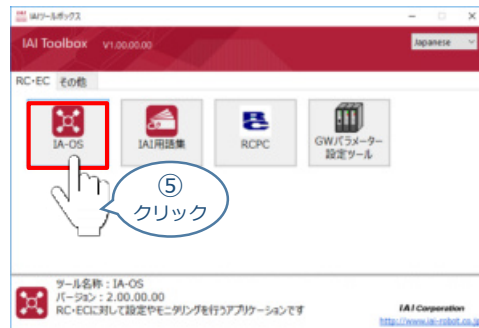 IAIツールボックス
IAI Toolbox V1.00.00.00
Japanese
RC・EC その他
IA-OS
IAI用語集
RCPC
GWパラメーター
設定ツール
⑤
クリック
ツール名称：IA-OS
バージョン：2.00.00.00
RC・ECに対して設定やモニタリングを行うアプリケーションです
IAI Corporation
http://www.iai-robot.co.jp